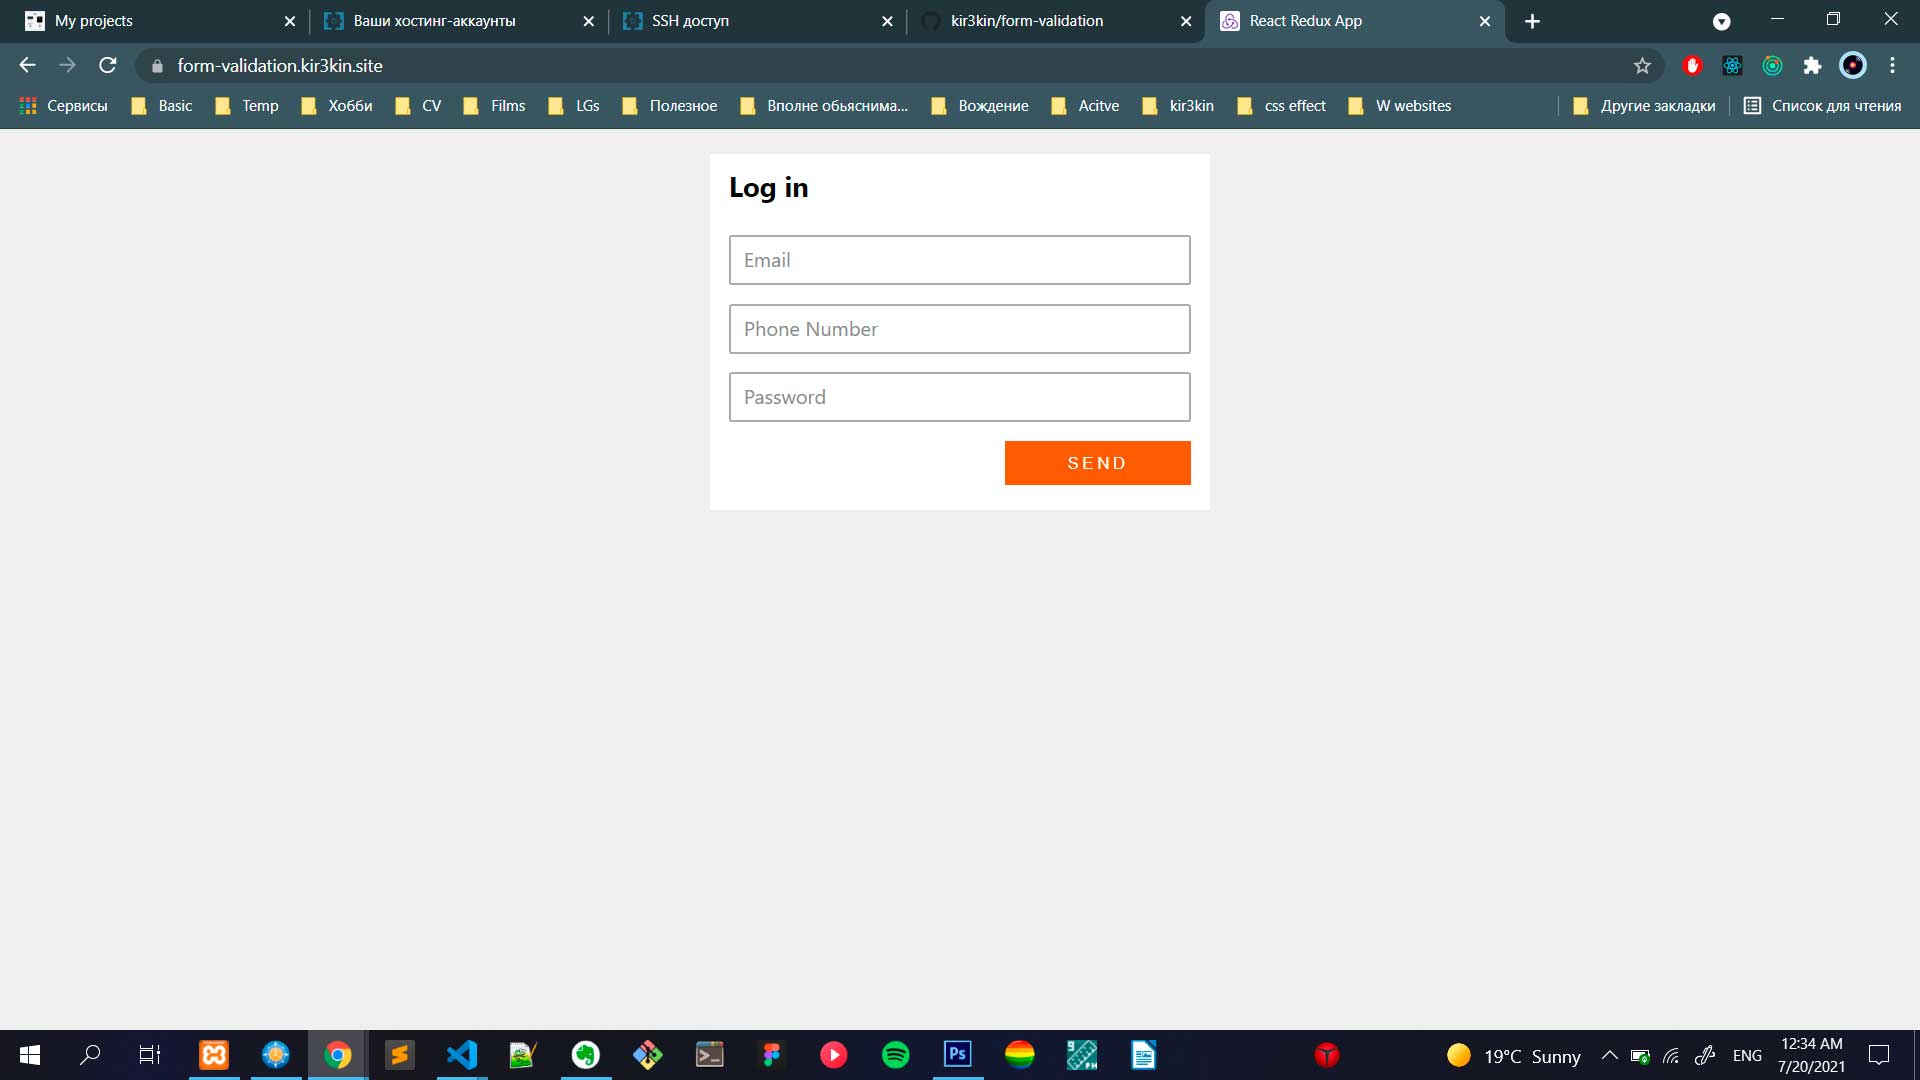 My projects
Ваши хостинг-аккаунты
SSH доступ
kir3kin/form-validation
React Redux App
form-validation.kir3kin.site
Сервисы
Basic
Temp
Хобби
CV
Films
LGs
Полезное
Вполне обьяснима...
Вождение
Acitve
kir3kin
css effect
W websites
Другие закладки
Список для чтения
Log in
Email
Phone Number
Password
SEND
Ps
19°C Sunny
ENG
12:34 AM
7/20/2021